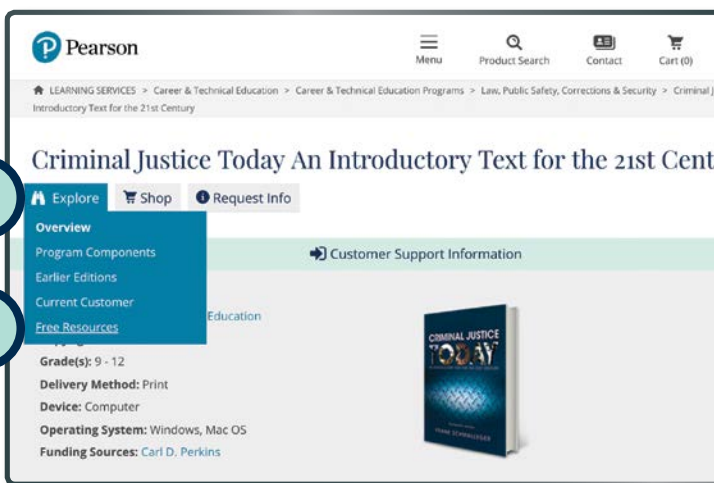 Pearson
Menu
Product Search
Contact
Cart (0)
LEARNING SERVICES > Career & Technical Education > Career & Technical Education Programs > Law, Public Safety, Corrections & Security > Criminal J
Introductory Text for the 21st Century
Criminal Justice Today An Introductory Text for the 21st Cent
Explore
Shop
Request Info
Overview
Program Components
Earlier Editions
Current Customer
Free Resources
Customer Support Information
Education
Grade(s): 9 - 12
Delivery Method: Print
Device: Computer
Operating System: Windows, Mac OS
Funding Sources: Carl D. Perkins
CRIMINAL JUSTICE
TODAY
FRANK SCHMALLEGER